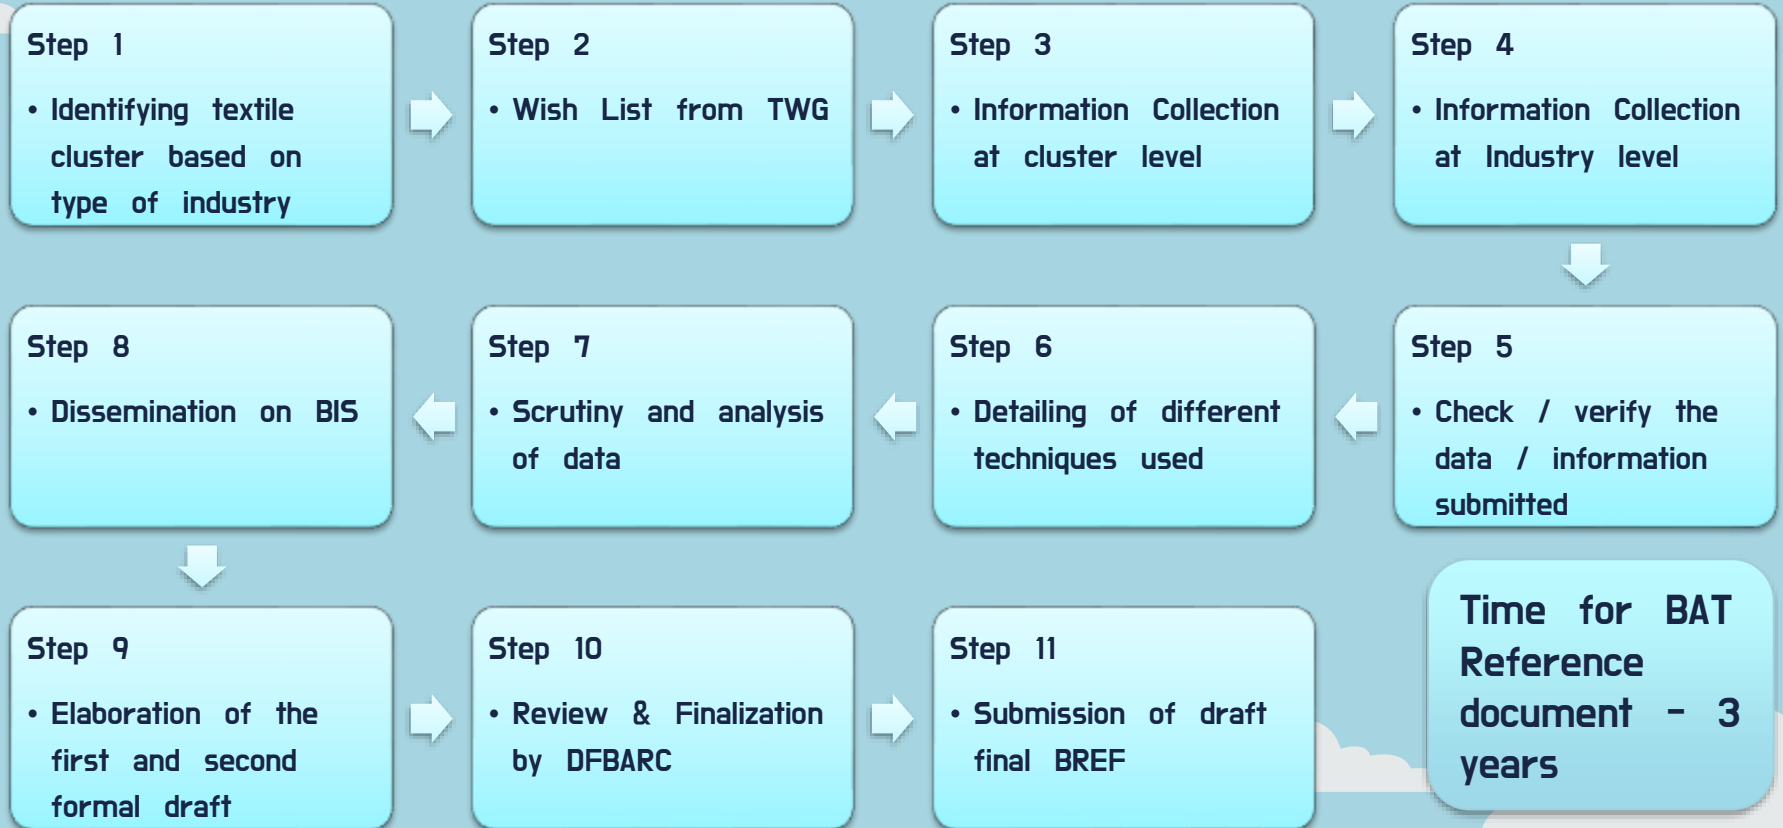 Step 1
• Identifying textile
cluster based on
type of industry
Step 2
• Wish List from TWG
Step 3
• Information Collection
at cluster level
Step 4
• Information Collection
at Industry level
Step 5
• Check / verify the
data / information
submitted
Step 6
• Detailing of different
techniques used
Step 7
• Scrutiny and analysis
of data
Step 8
• Dissemination on BIS
Step 9
• Elaboration of the
first and second
formal draft
Step 10
• Review & Finalization
by DFBARC
Step 11
• Submission of draft
final BREF
Time for BAT
Reference
document - 3
years